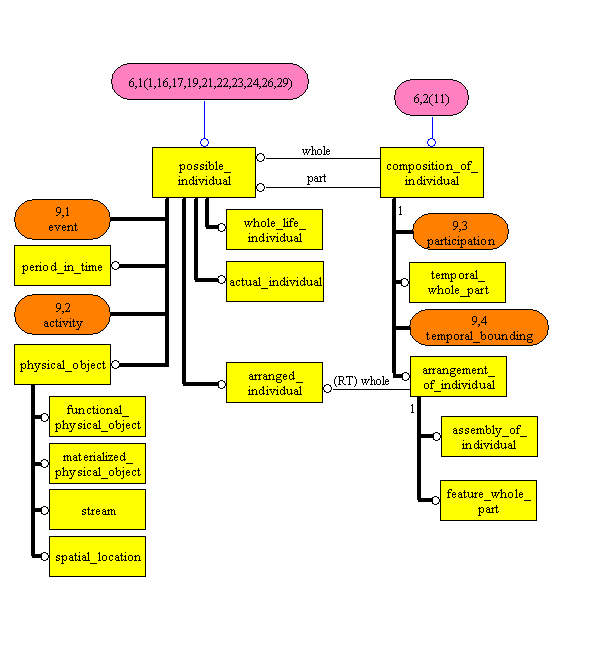 6,1(1,16,17,19,21,22,23,24,26,29)
6,2(11)
possible_
individual
whole
part
composition_of_
individual
9,1
event
whole_life_
individual
1
9,3
participation
period_in_time
actual_individual
temporal_
whole_part
9,2
activity
9,4
temporal_bounding
physical_object
arranged_
individual
(RT) whole
arrangement_
of_individual
functional_
physical_object
1
assembly_of_
individual
materialized_
physical_object
feature_whole_
part
stream
spatial_location